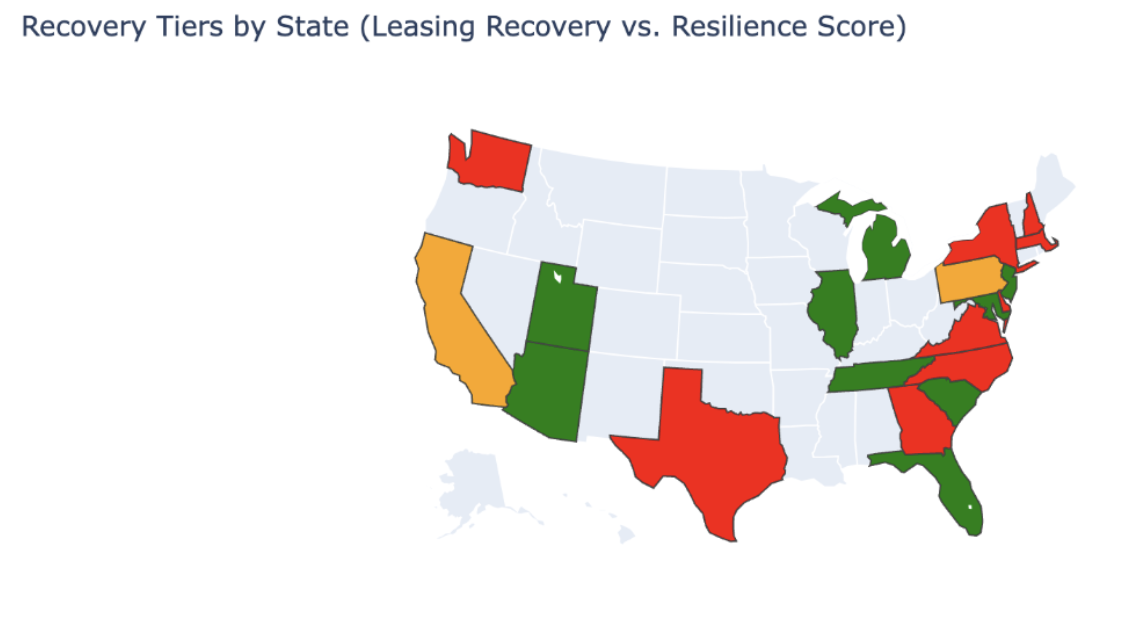 Recovery Tiers by State (Leasing Recovery vs. Resilience Score)